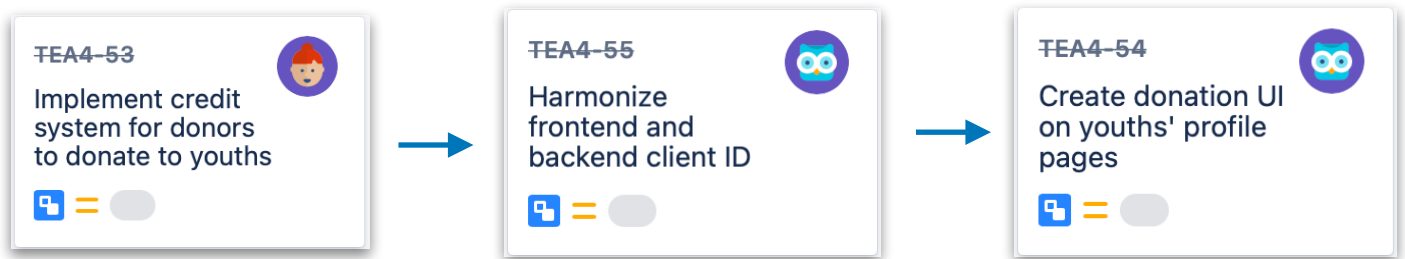 TEA4-53
Implement credit
system for donors
to donate to youths
TEA4-55
Harmonize
frontend and
backend client ID
TEA4-54
Create donation UI
on youths' profile
pages